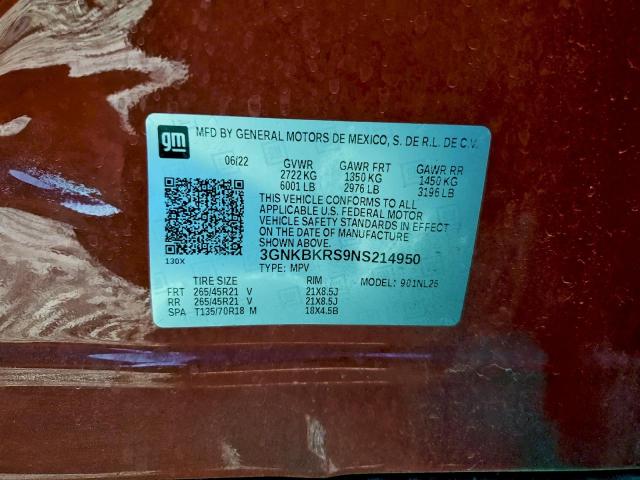 gm MFD BY GENERAL MOTORS DE MEXICO, S. DE R.L. DE C.V.
06/22 GVWR GAWR FRT GAWR RR
2722 KG 1350 KG 1450 KG
6001 LB 2976 LB 3196 LB
THIS VEHICLE CONFORMS TO ALL
APPLICABLE U.S. FEDERAL MOTOR
VEHICLE SAFETY STANDARDS IN EFFECT
ON THE DATE OF MANUFACTURE
SHOWN ABOVE.
130X 3GNKBKRS9NS214950
TYPE: MPV
TIRE SIZE RIM MODEL: 901NL26
FRT 265/45R21 V 21X8.5J
RR 265/45R21 V 21X8.5J
SPA T135/70R18 M 18X4.5B